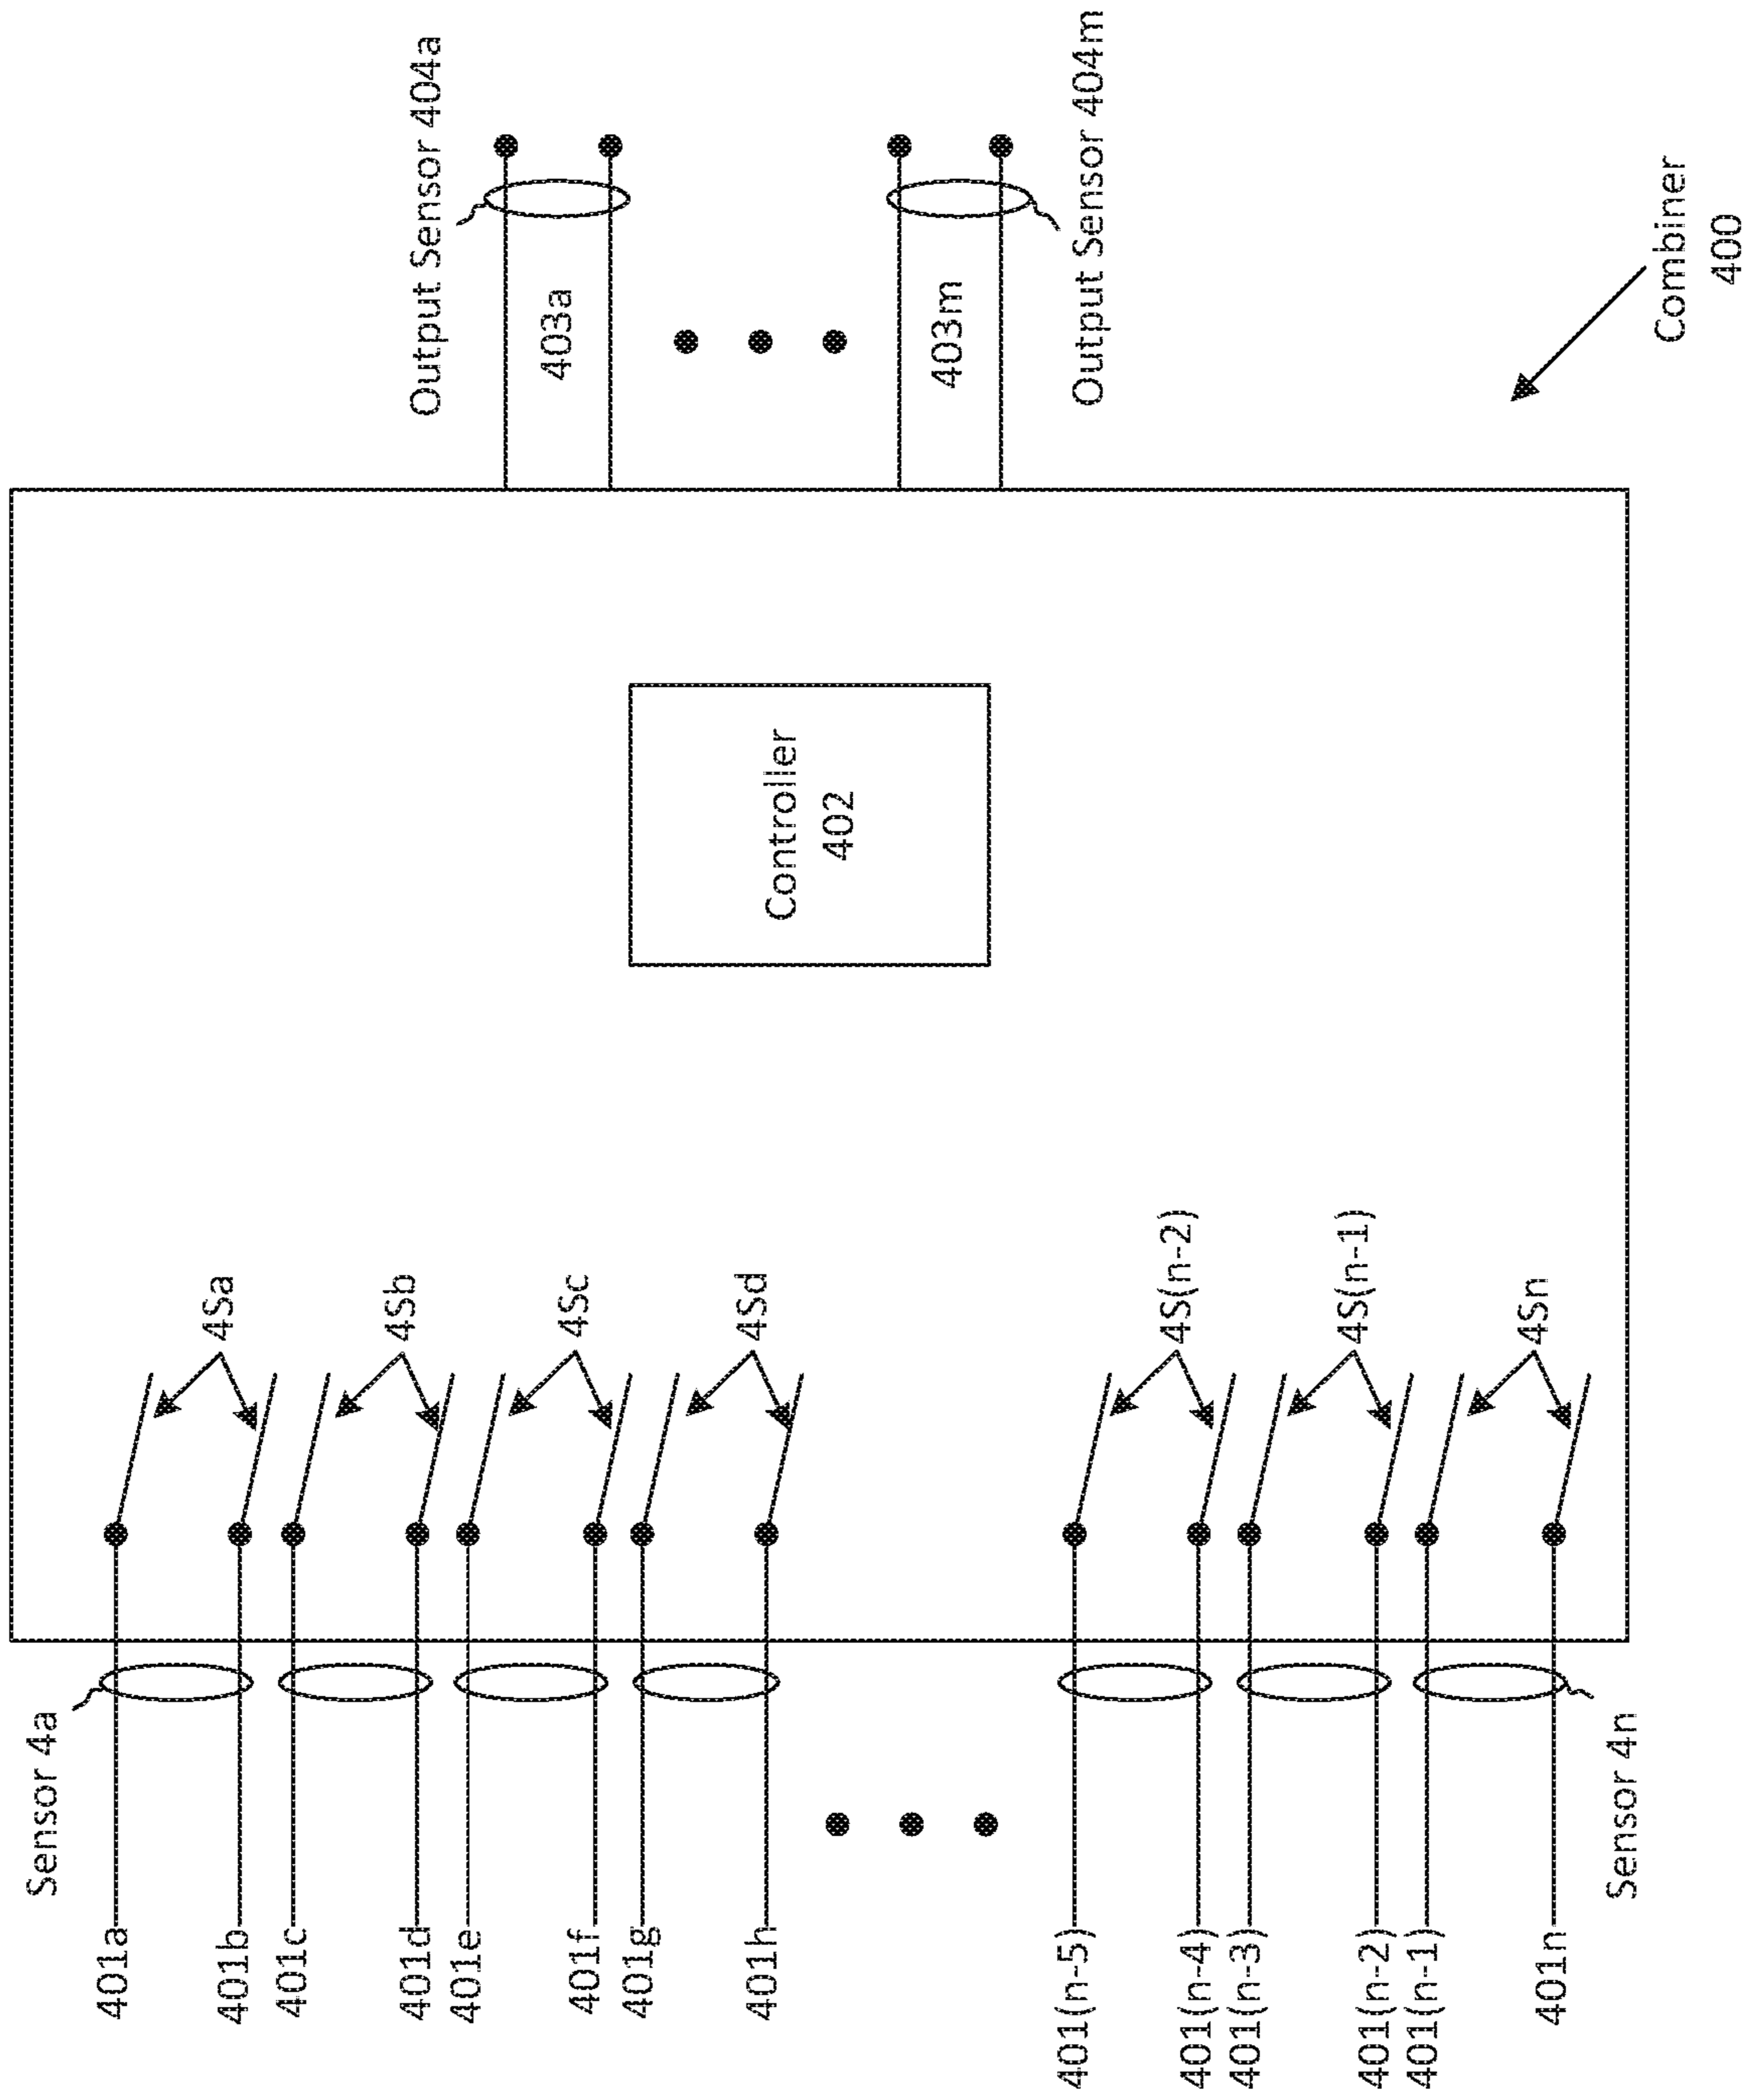 401a
401b
401c
401d
401e
401f
401g
401h
401(n-5)
401(n-4)
401(n-3)
401(n-2)
401(n-1)
401n
Sensor 4a
Sensor 4n
4Sa
4Sb
4Sc
4Sd
4S(n-2)
4S(n-1)
4Sn
Controller
402
Output Sensor 404a
403a
403m
Output Sensor 404m
Combiner
400